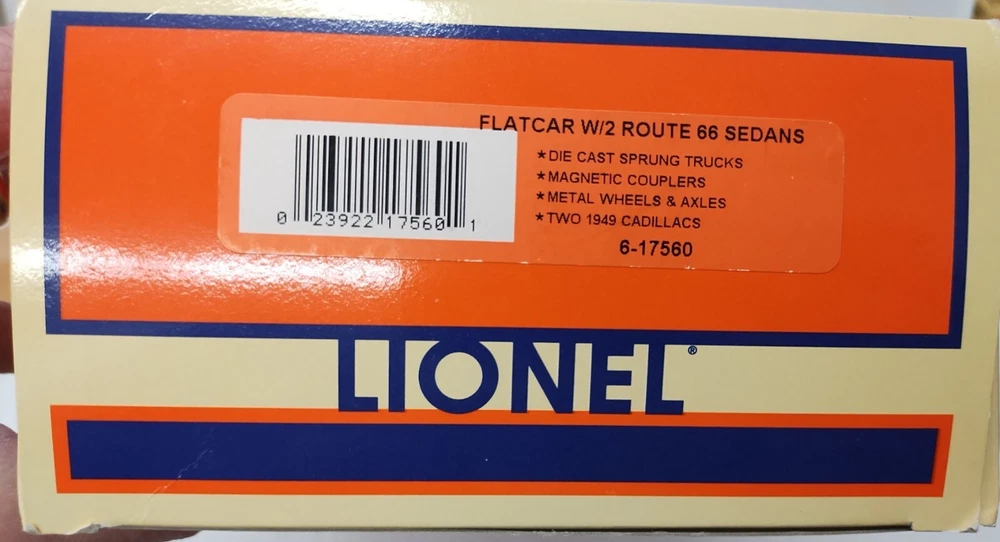 FLATCAR W/2 ROUTE 66 SEDANS
★DIE CAST SPRUNG TRUCKS
★MAGNETIC COUPLERS
★METAL WHEELS & AXLES
★TWO 1949 CADILLACS
6-17560
0 23922 17560 1
LIONEL®